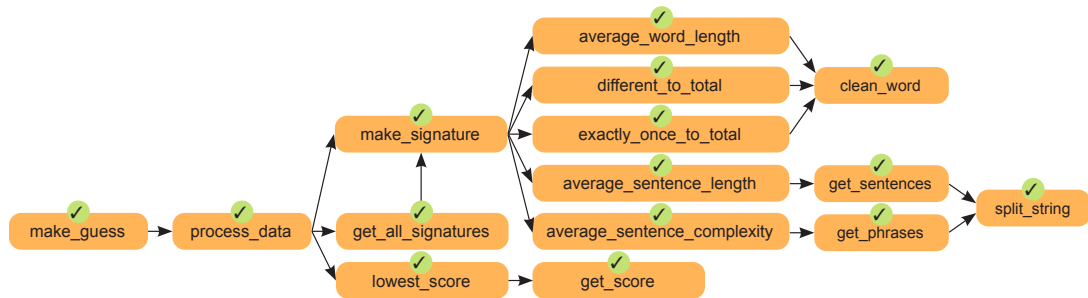 average_word_length
different_to_total
clean_word
make_signature
exactly_once_to_total
average_sentence_length
get_sentences
split_string
make_guess
process_data
get_all_signatures
average_sentence_complexity
get_phrases
lowest_score
get_score